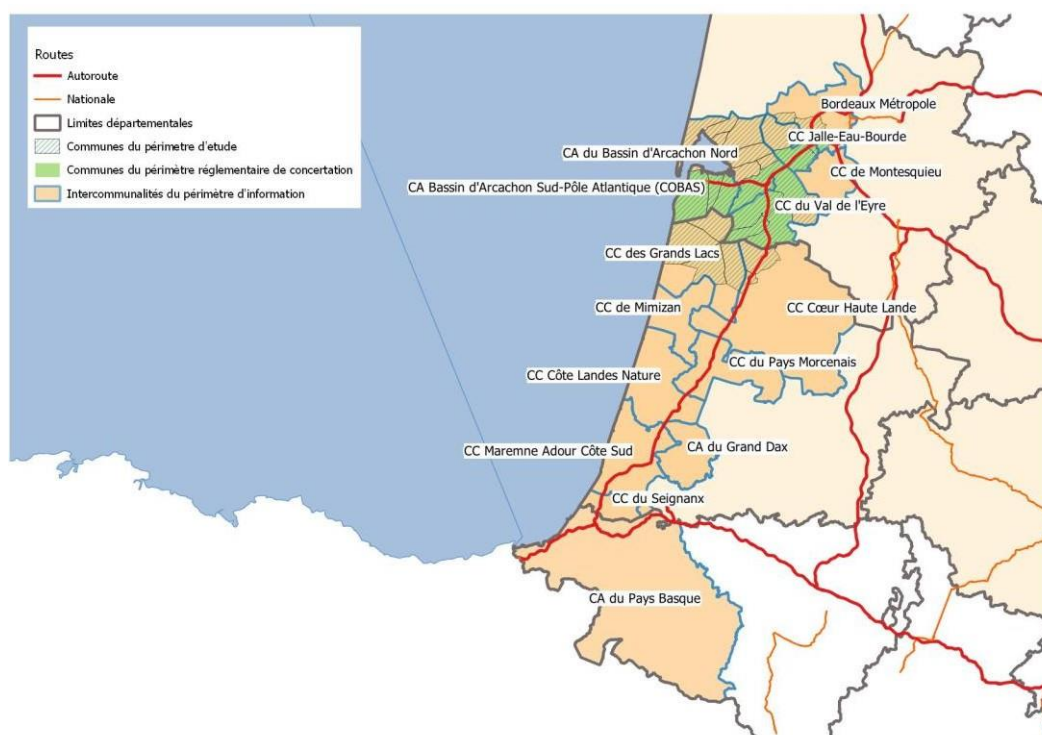 Routes
Autoroute
Nationale
Limites départementales
Communes du périmètre d'etude
Communes du périmètre réglementaire de concertation
Intercommunalités du périmètre d'information
Bordeaux Métropole
CC Jalle-Eau-Bourde
CA du Bassin d'Arcachon Nord
CC de Montesquieu
CA Bassin d'Arcachon Sud-Pôle Atlantique (COBAS)
CC du Val de l'Eyre
CC des Grands Lacs
CC de Mimizan
CC Cœur Haute Lande
CC du Pays Morcenais
CC Côte Landes Nature
CC Maremne Adour Côte Sud
CA du Grand Dax
CC du Seignanx
CA du Pays Basque